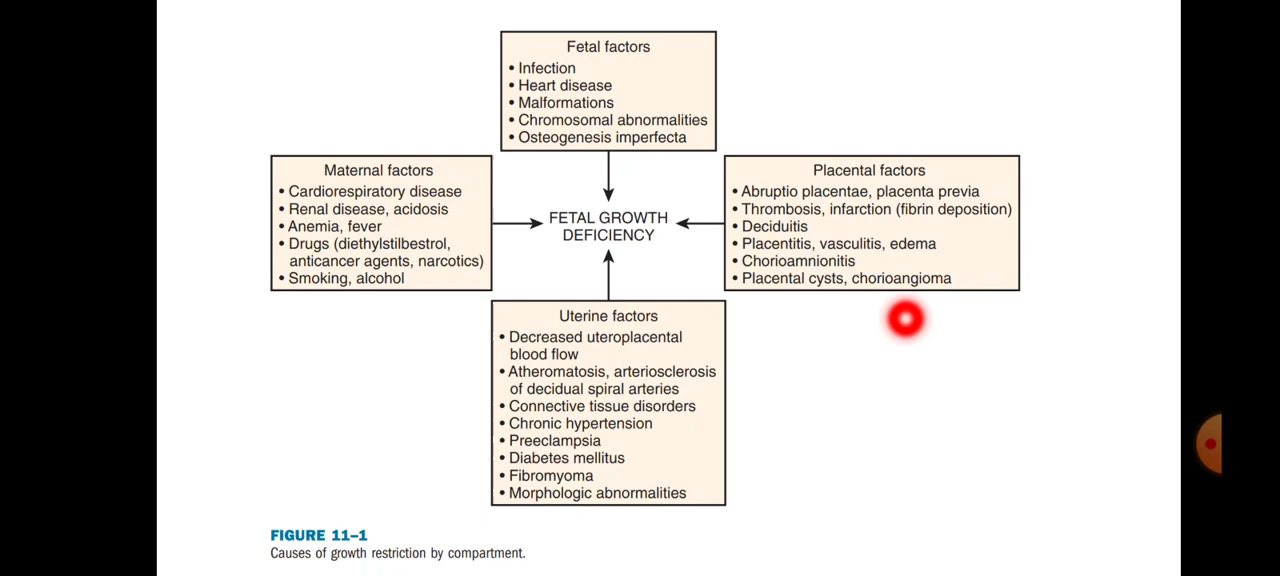 Fetal factors
• Infection
• Heart disease
• Malformations
• Chromosomal abnormalities
• Osteogenesis imperfecta
Maternal factors
• Cardiorespiratory disease
• Renal disease, acidosis
• Anemia, fever
• Drugs (diethylstilbestrol,
anticancer agents, narcotics)
• Smoking, alcohol
FETAL GROWTH
DEFICIENCY
Placental factors
• Abruptio placentae, placenta previa
• Thrombosis, infarction (fibrin deposition)
• Deciduitis
• Placentitis, vasculitis, edema
• Chorioamnionitis
• Placental cysts, chorioangioma
Uterine factors
• Decreased uteroplacental
blood flow
• Atheromatosis, arteriosclerosis
of decidual spiral arteries
• Connective tissue disorders
• Chronic hypertension
• Preeclampsia
• Diabetes mellitus
• Fibromyoma
• Morphologic abnormalities
FIGURE 11–1
Causes of growth restriction by compartment.